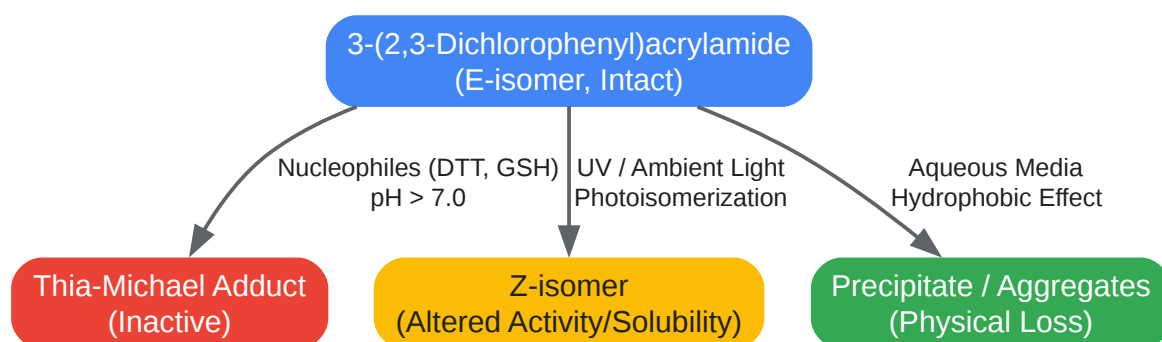 3-(2,3-Dichlorophenyl)acrylamide
(E-isomer, Intact)
Nucleophiles (DTT, GSH)
pH > 7.0
UV / Ambient Light
Photoisomerization
Aqueous Media
Hydrophobic Effect
Thia-Michael Adduct
(Inactive)
Z-isomer
(Altered Activity/Solubility)
Precipitate / Aggregates
(Physical Loss)